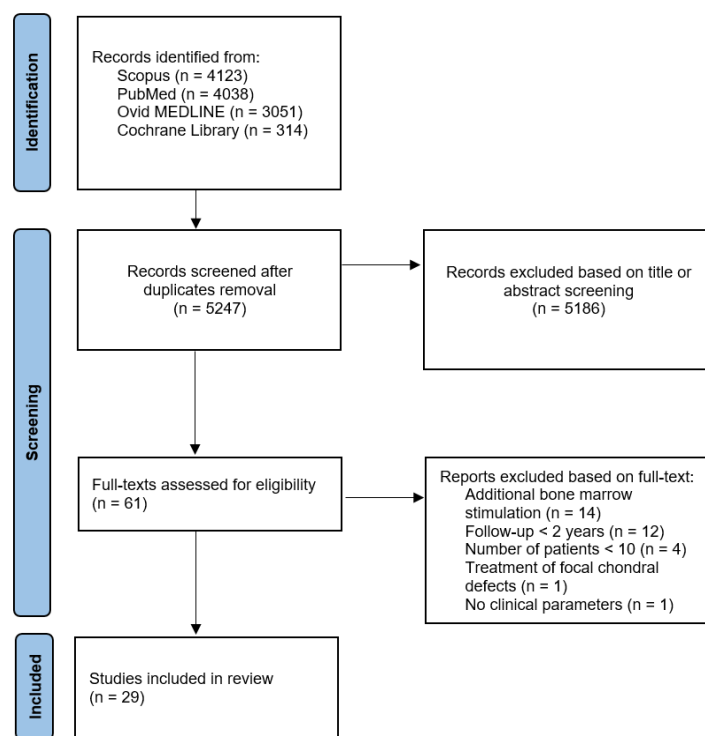 Identification
Records identified from:
Scopus (n = 4123)
PubMed (n = 4038)
Ovid MEDLINE (n = 3051)
Cochrane Library (n = 314)
Screening
Records screened after
duplicates removal
(n = 5247)
Records excluded based on title or
abstract screening
(n = 5186)
Full-texts assessed for eligibility
(n = 61)
Reports excluded based on full-text:
Additional bone marrow
stimulation (n = 14)
Follow-up < 2 years (n = 12)
Number of patients < 10 (n = 4)
Treatment of focal chondral
defects (n = 1)
No clinical parameters (n = 1)
Included
Studies included in review
(n = 29)